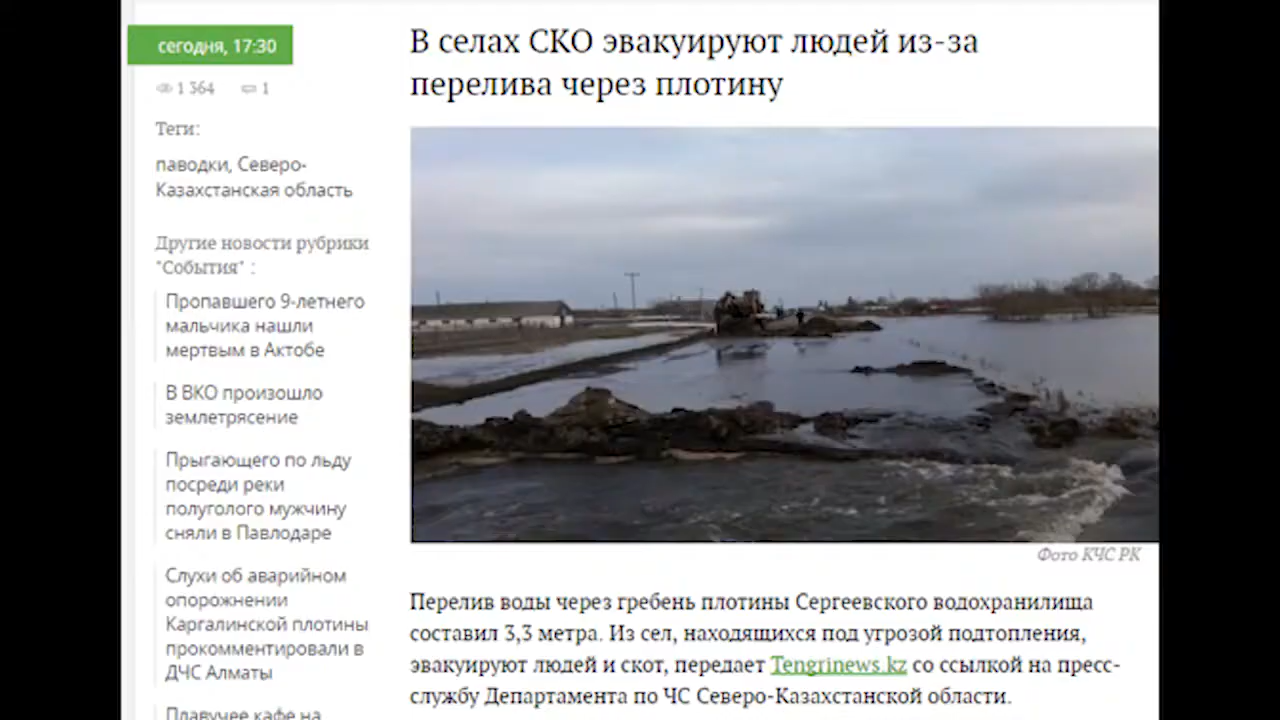 сегодня, 17:30
1 364 1
Теги:
паводки, Северо-
Казахстанская область
Другие новости рубрики
"События" :
Пропавшего 9-летнего
мальчика нашли
мертвым в Актобе
В ВКО произошло
землетрясение
Прыгающего по льду
посреди реки
полуголого мужчину
сняли в Павлодаре
Слухи об аварийном
опорожнении
Каргалинской плотины
прокомментировали в
ДЧС Алматы
Плавучее кафе на
В селах СКО эвакуируют людей из-за
перелива через плотину
Фото КЧС РК
Перелив воды через гребень плотины Сергеевского водохранилища
составил 3,3 метра. Из сел, находящихся под угрозой подтопления,
эвакуируют людей и скот, передает Tengrinews.kz со ссылкой на пресс-
службу Департамента по ЧС Северо-Казахстанской области.